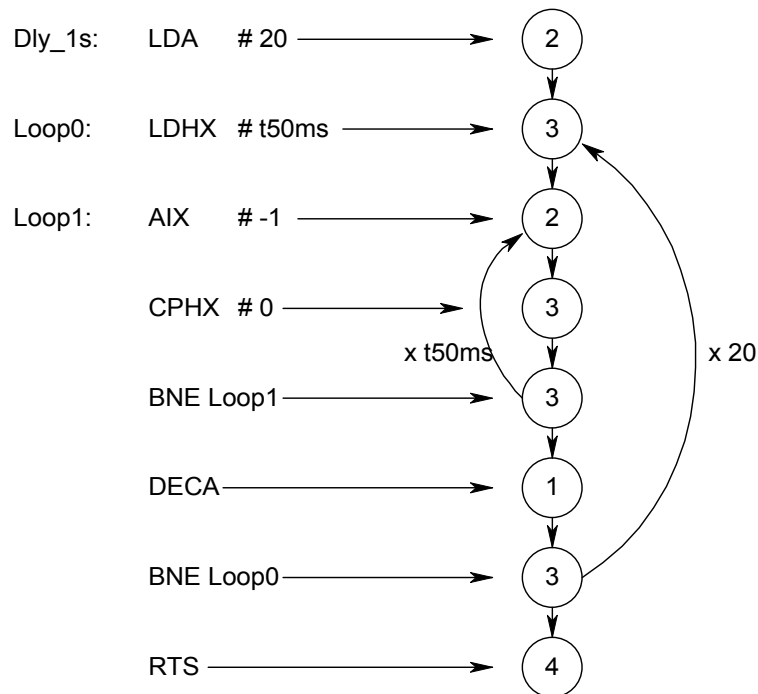 Dly_1s: LDA # 20 2
Loop0: LDHX # t50ms 3
Loop1: AIX # -1 2
CPHX # 0 3
x t50ms x 20
BNE Loop1 3
DECA 1
BNE Loop0 3
RTS 4